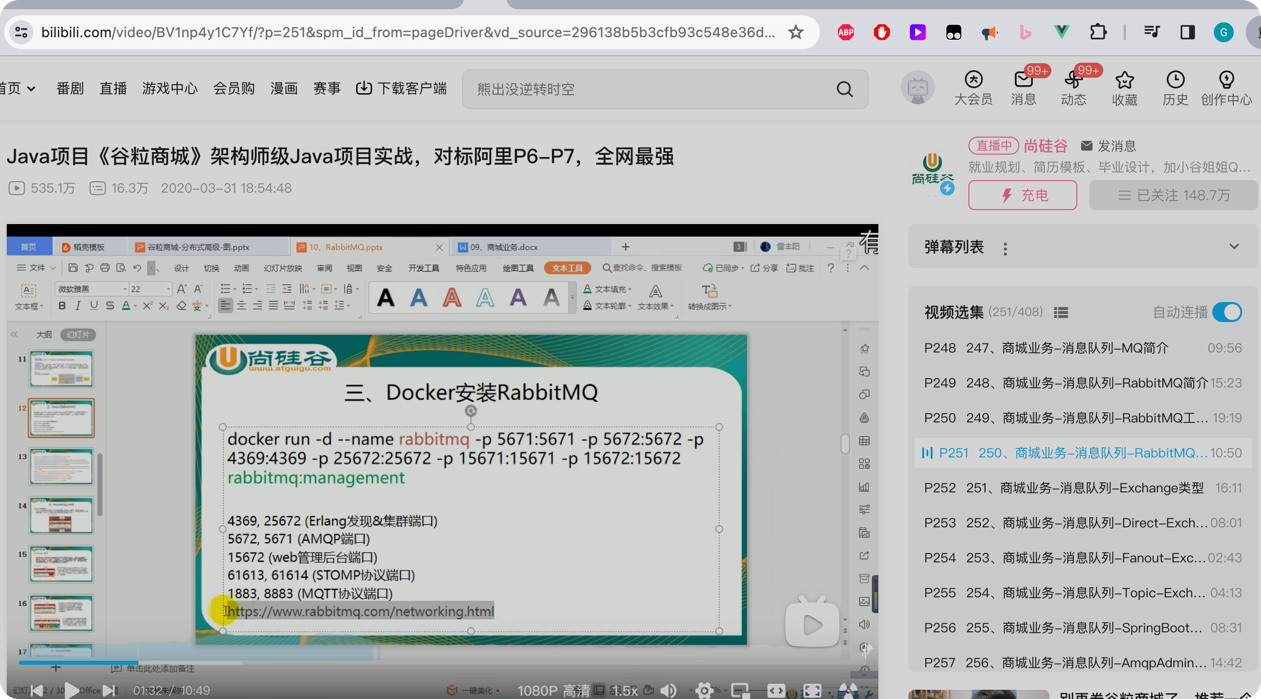 bilibili.com/video/BV1np4y1C7Yf/?p=251&spm_id_from=pageDriver&vd_source=296138b5b3cfb93c548e36d...
ABP
G
首页 番剧 直播 游戏中心 会员购 漫画 赛事 下载客户端 熊出没逆转时空
大会员 消息 99+ 动态 99+ 收藏 历史 创作中心
Java项目《谷粒商城》架构师级Java项目实战，对标阿里P6-P7，全网最强
535.1万 16.3万 2020-03-31 18:54:48
尚硅谷
直播中 尚硅谷 发消息
就业规划、简历模板、毕业设计，加小谷姐姐Q...
充电 已关注 148.7万
首页 稻壳模板 谷粒商城-分布式高级-图.pptx 10、RabbitMQ.pptx 09、商城业务.docx 3 雷丰阳
文件 设计 切换 动画 幻灯片放映 审阅 视图 安全 开发工具 特色应用 绘图工具 文本工具 查找命令、搜索模板 已同步 分享 批注
微软雅黑 22
文本框 B I U S A X² X₂
A A A A A A
文本填充 文本轮廓 文本效果 转换成图示
大纲 幻灯片
11
12
13
14
15
16
17
尚硅谷
www.atguigu.com
三、Docker安装RabbitMQ
docker run -d --name rabbitmq -p 5671:5671 -p 5672:5672 -p
4369:4369 -p 25672:25672 -p 15671:15671 -p 15672:15672
rabbitmq:management
4369, 25672 (Erlang发现&集群端口)
5672, 5671 (AMQP端口)
15672 (web管理后台端口)
61613, 61614 (STOMP协议端口)
1883, 8883 (MQTT协议端口)
https://www.rabbitmq.com/networking.html
单击此处添加备注
01:32 / 10:49 一键美化 1080P 高清 1.5x
弹幕列表
视频选集 (251/408) 自动连播
P248 247、商城业务-消息队列-MQ简介 09:56
P249 248、商城业务-消息队列-RabbitMQ简介 15:23
P250 249、商城业务-消息队列-RabbitMQ工... 19:19
P251 250、商城业务-消息队列-RabbitMQ... 10:50
P252 251、商城业务-消息队列-Exchange类型 16:11
P253 252、商城业务-消息队列-Direct-Exch... 08:01
P254 253、商城业务-消息队列-Fanout-Exc... 02:43
P255 254、商城业务-消息队列-Topic-Exch... 04:13
P256 255、商城业务-消息队列-SpringBoot... 08:31
P257 256、商城业务-消息队列-AmqpAdmin... 14:42